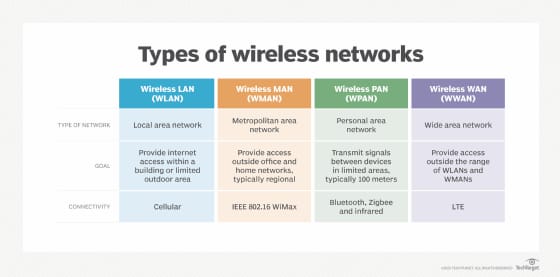 Types of wireless networks
Wireless LAN
(WLAN)
Wireless MAN
(WMAN)
Wireless PAN
(WPAN)
Wireless WAN
(WWAN)
TYPE OF NETWORK
Local area network
Metropolitan area
network
Personal area
network
Wide area network
GOAL
Provide internet
access within a
building or limited
outdoor area
Provide access
outside office and
home networks,
typically regional
Transmit signals
between devices
in limited areas,
typically 100 meters
Provide access
outside the range
of WLANs and
WMANs
CONNECTIVITY
Cellular
IEEE 802.16 WiMax
Bluetooth, Zigbee
and infrared
LTE
TECHTARGET. ALL RIGHTS RESERVED
TechTarget